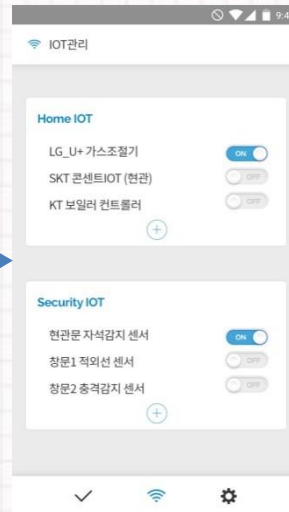 9:4
IOT관리
Home IOT
LG_U+ 가스조절기 ON
SKT 콘센트IOT (현관) OFF
KT 보일러 컨트롤러 OFF
Security IOT
현관문 자석감지 센서 ON
창문1 적외선 센서 OFF
창문2 충격감지 센서 OFF